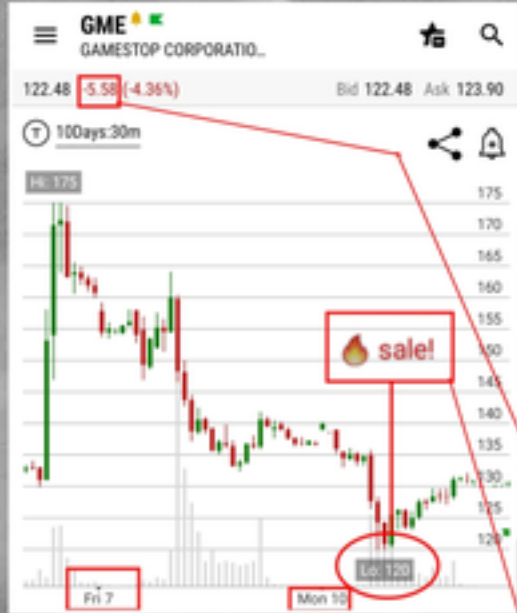 GME
GAMESTOP CORPORATIO...
122.48 -5.58 (-4.36%) Bid 122.48 Ask 123.90
T 10Days:30m
Hi: 175
175
170
165
160
155
🔥 sale!
150
145
140
135
130
125
120
Lo: 120
Fri 7 Mon 10